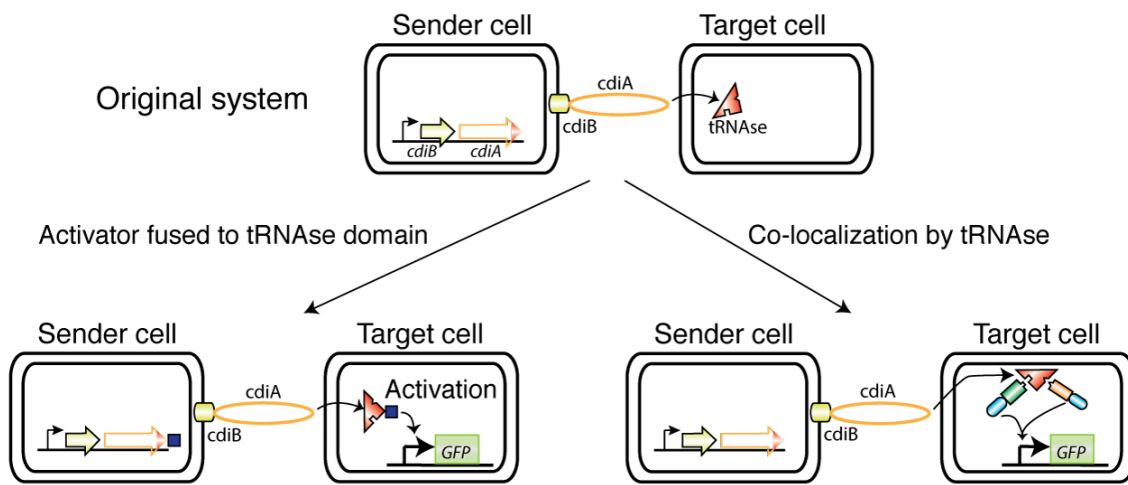 Sender cell
Target cell
Original system
cdiA
cdiB
tRNAse
cdiB
cdiA
Activator fused to tRNAse domain
Co-localization by tRNAse
Sender cell
Target cell
cdiA
cdiB
Activation
GFP
Sender cell
Target cell
cdiA
cdiB
GFP